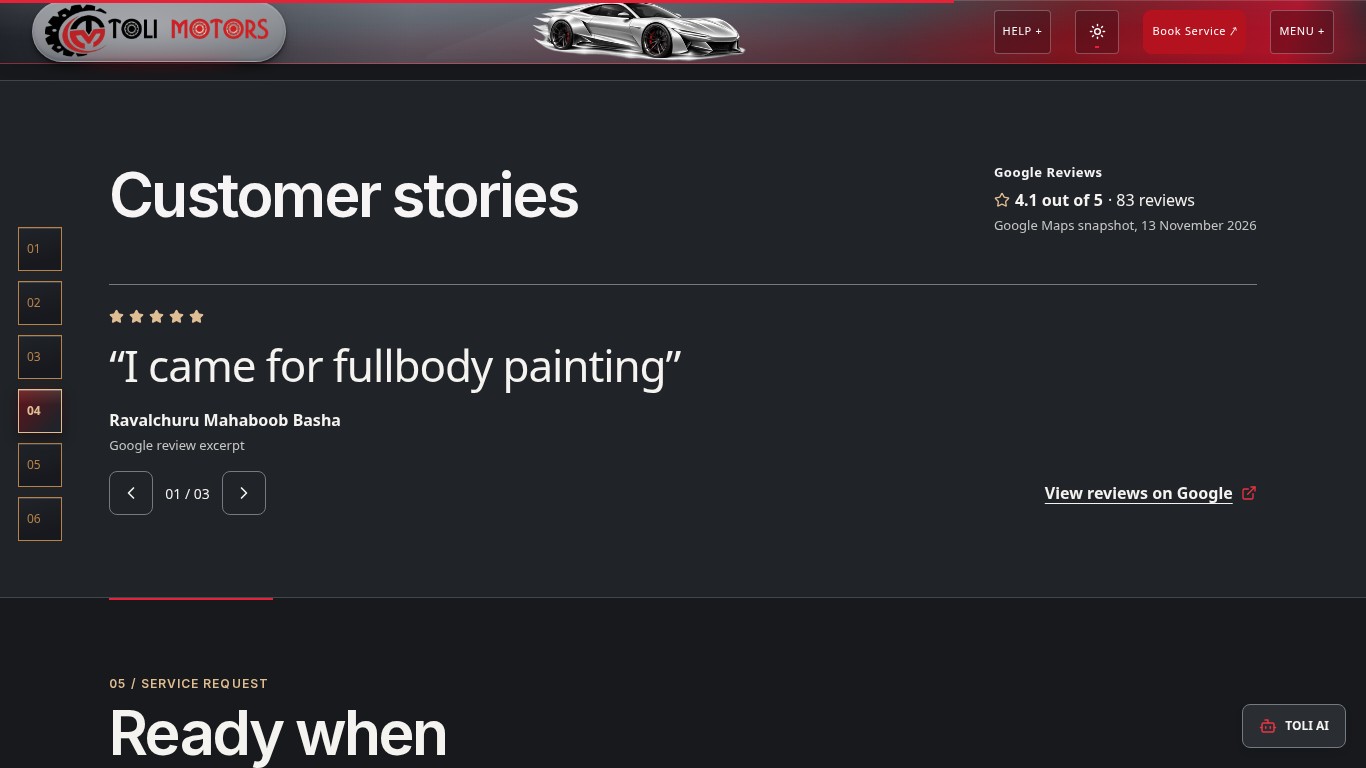 TOLI MOTORS
HELP +
Book Service ↗
MENU +
Customer stories
Google Reviews
4.1 out of 5 · 83 reviews
Google Maps snapshot, 13 November 2026
01
02
03
04
05
06
“I came for fullbody painting”
Ravalchuru Mahaboob Basha
Google review excerpt
01 / 03
View reviews on Google
05 / SERVICE REQUEST
Ready when
TOLI AI